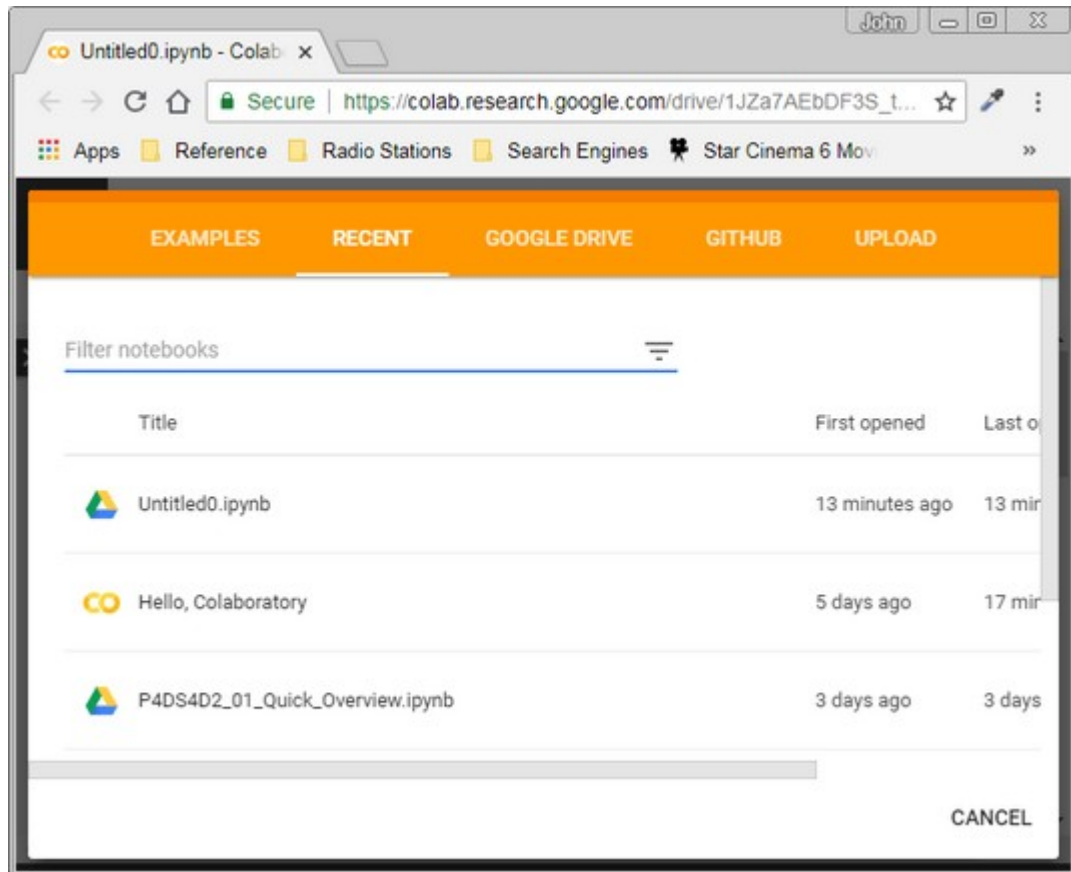 John
Untitled0.ipynb - Colab
Secure | https://colab.research.google.com/drive/1JZa7AEbDF3S_t...
Apps Reference Radio Stations Search Engines Star Cinema 6 Mov »
EXAMPLES RECENT GOOGLE DRIVE GITHUB UPLOAD
Filter notebooks
Title First opened Last o
Untitled0.ipynb 13 minutes ago 13 min
CO Hello, Colaboratory 5 days ago 17 min
P4DS4D2_01_Quick_Overview.ipynb 3 days ago 3 days
CANCEL